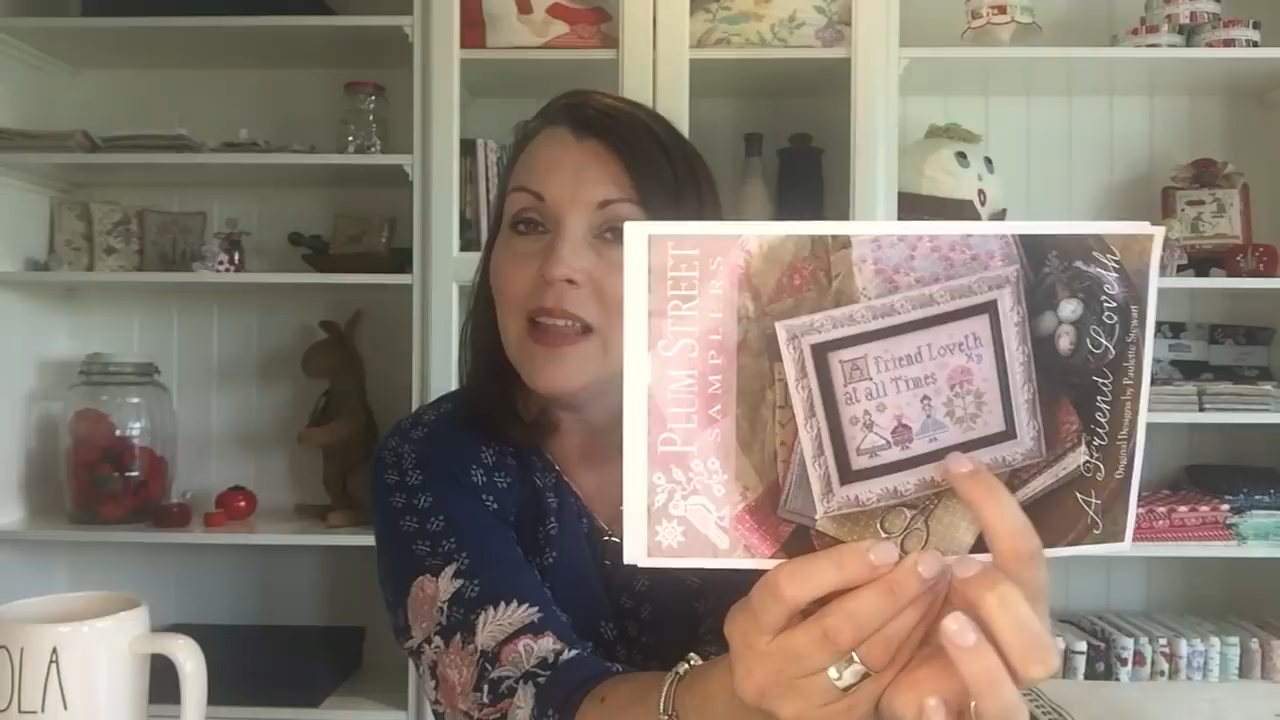 PLUM STREET
SAMPLERS
A Friend Loveth
at all Times
A Friend Loveth
Original Designs by Paulette Stewart
OLA